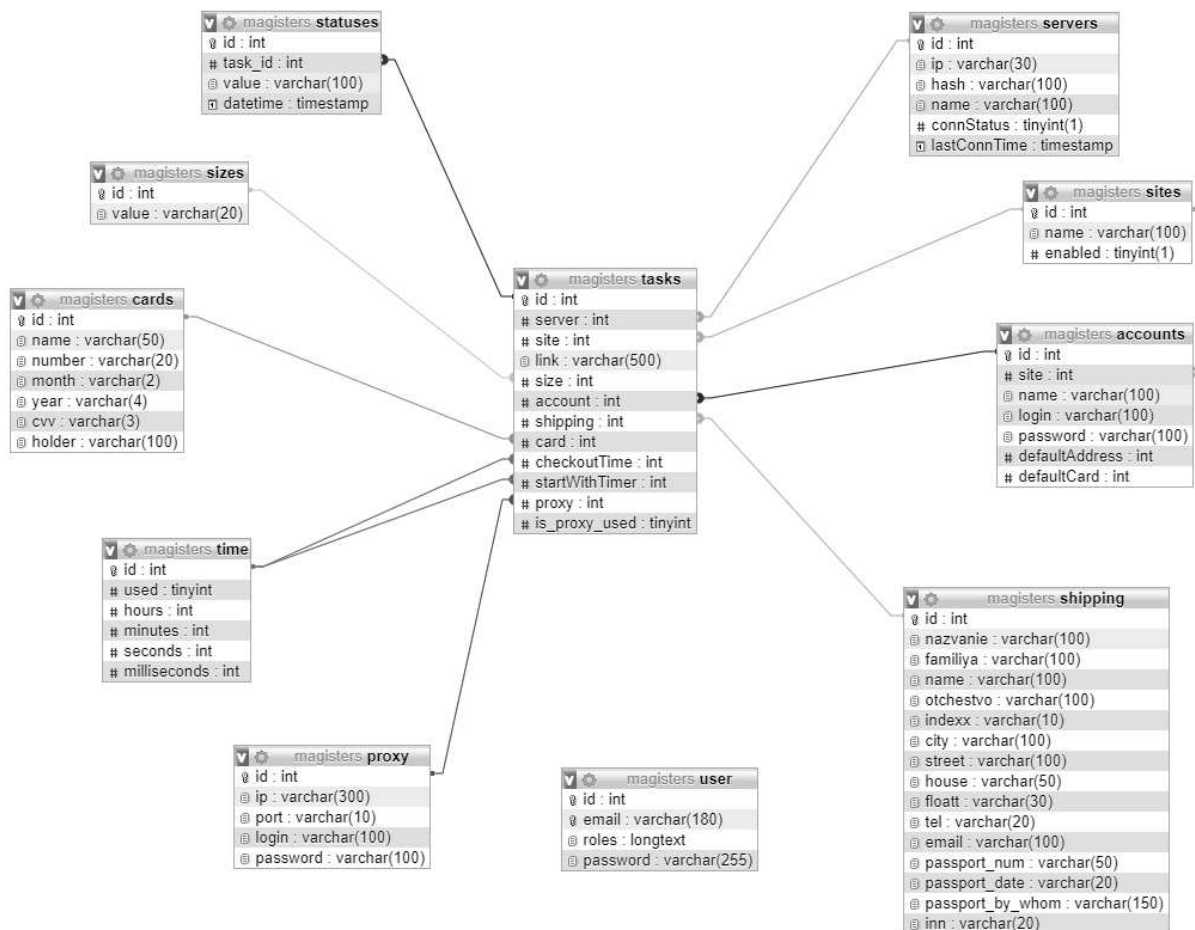 magisters statuses
id : int
task_id : int
value : varchar(100)
datetime : timestamp
magisters servers
id : int
ip : varchar(30)
hash : varchar(100)
name : varchar(100)
connStatus : tinyint(1)
lastConnTime : timestamp
magisters sizes
id : int
value : varchar(20)
magisters sites
id : int
name : varchar(100)
enabled : tinyint(1)
magisters tasks
id : int
server : int
site : int
link : varchar(500)
size : int
account : int
shipping : int
card : int
checkoutTime : int
startWithTimer : int
proxy : int
is_proxy_used : tinyint
magisters cards
id : int
name : varchar(50)
number : varchar(20)
month : varchar(2)
year : varchar(4)
cvv : varchar(3)
holder : varchar(100)
magisters accounts
id : int
site : int
name : varchar(100)
login : varchar(100)
password : varchar(100)
defaultAddress : int
defaultCard : int
magisters time
id : int
used : tinyint
hours : int
minutes : int
seconds : int
milliseconds : int
magisters shipping
id : int
nazvanie : varchar(100)
familiya : varchar(100)
name : varchar(100)
otchestvo : varchar(100)
indexx : varchar(10)
city : varchar(100)
street : varchar(100)
house : varchar(50)
floatt : varchar(30)
tel : varchar(20)
email : varchar(100)
passport_num : varchar(50)
passport_date : varchar(20)
passport_by_whom : varchar(150)
inn : varchar(20)
magisters proxy
id : int
ip : varchar(300)
port : varchar(10)
login : varchar(100)
password : varchar(100)
magisters user
id : int
email : varchar(180)
roles : longtext
password : varchar(255)